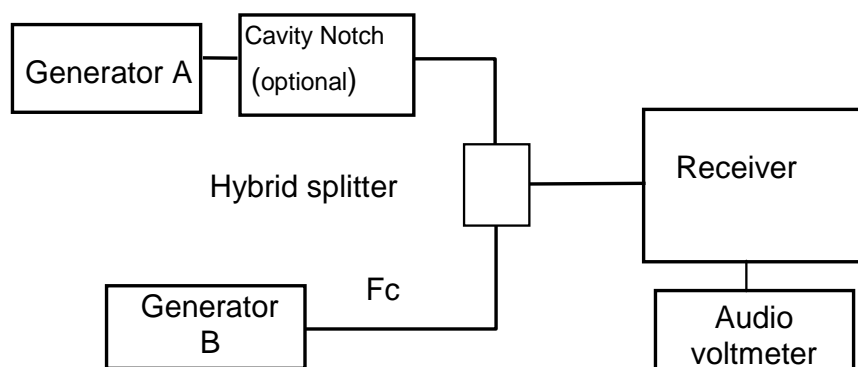 Cavity Notch
(optional)
Generator A
Receiver
Hybrid splitter
Fc
Generator
B
Audio
voltmeter